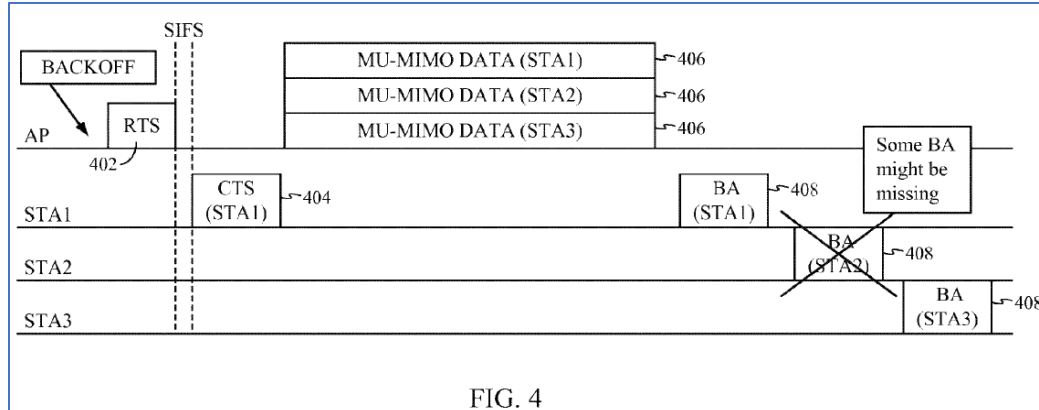 SIFS
BACKOFF
RTS
AP
402
MU-MIMO DATA (STA1)
406
MU-MIMO DATA (STA2)
406
MU-MIMO DATA (STA3)
406
Some BA
might be
missing
CTS
(STA1)
404
BA
(STA1)
408
STA1
BA
(STA2)
408
STA2
BA
(STA3)
408
STA3
FIG. 4